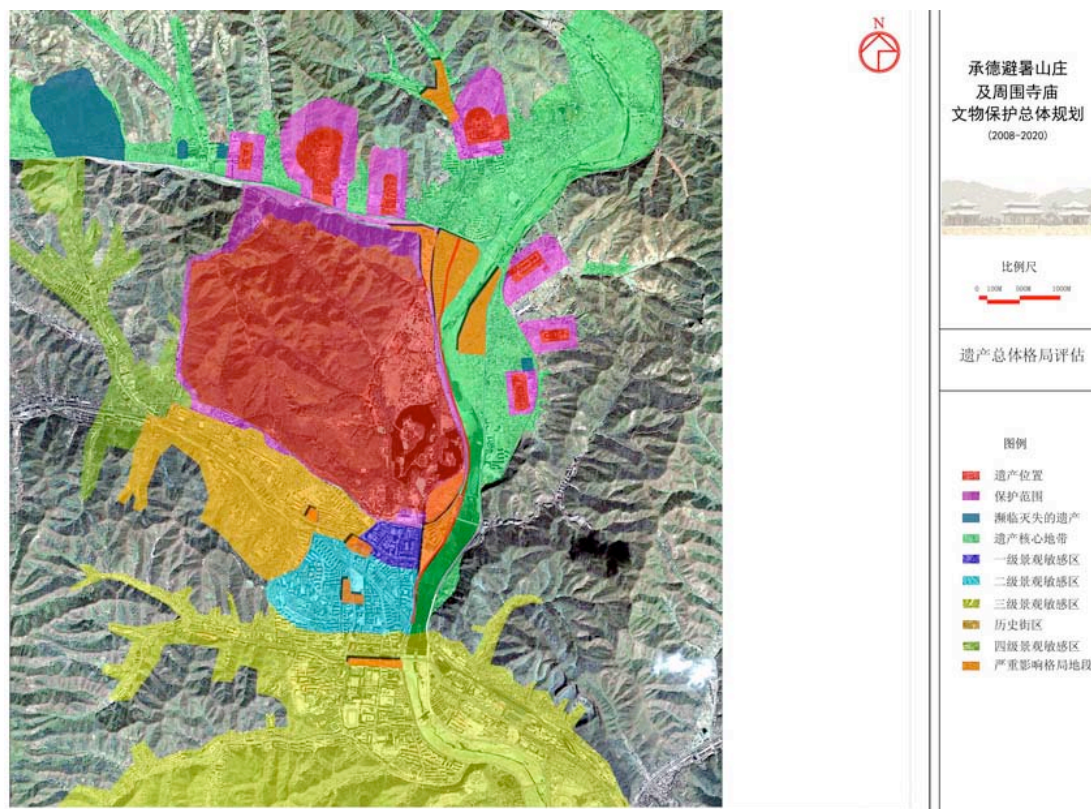 N
承德避暑山庄
及周围寺庙
文物保护总体规划
(2008-2020)
比例尺
0 100M 500M 1000M
遗产总体格局评估
图例
遗产位置
保护范围
濒临灭失的遗产
遗产核心地带
一级景观敏感区
二级景观敏感区
三级景观敏感区
历史街区
四级景观敏感区
严重影响格局地段